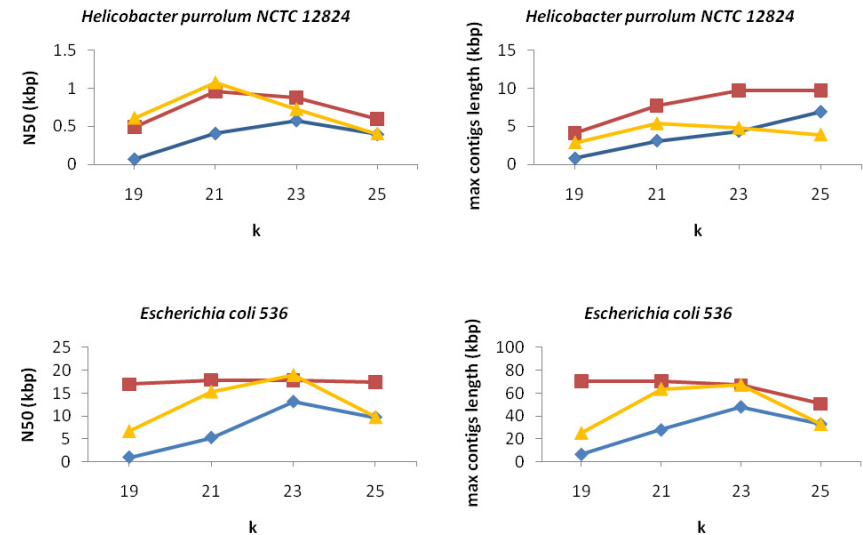 Helicobacter purrolum NCTC 12824
N50 (kbp)
1.5
1
0.5
0
19 21 23 25
k
Helicobacter purrolum NCTC 12824
max contigs length (kbp)
15
10
5
0
19 21 23 25
k
Escherichia coli 536
N50 (kbp)
25
20
15
10
5
0
19 21 23 25
k
Escherichia coli 536
max contigs length (kbp)
100
80
60
40
20
0
19 21 23 25
k